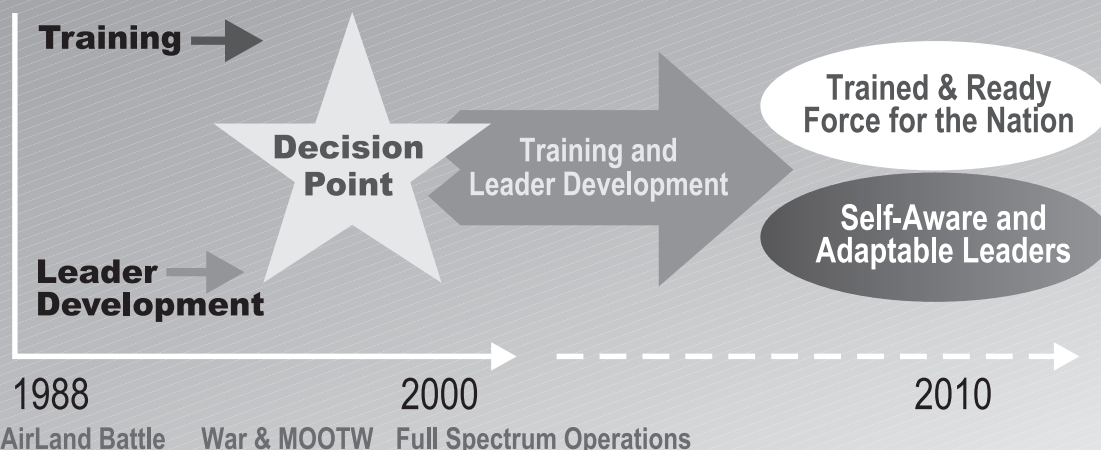 Training
Decision
Point
Training and
Leader Development
Trained & Ready
Force for the Nation
Self-Aware and
Adaptable Leaders
Leader
Development
1988
2000
2010
AirLand Battle
War & MOOTW
Full Spectrum Operations